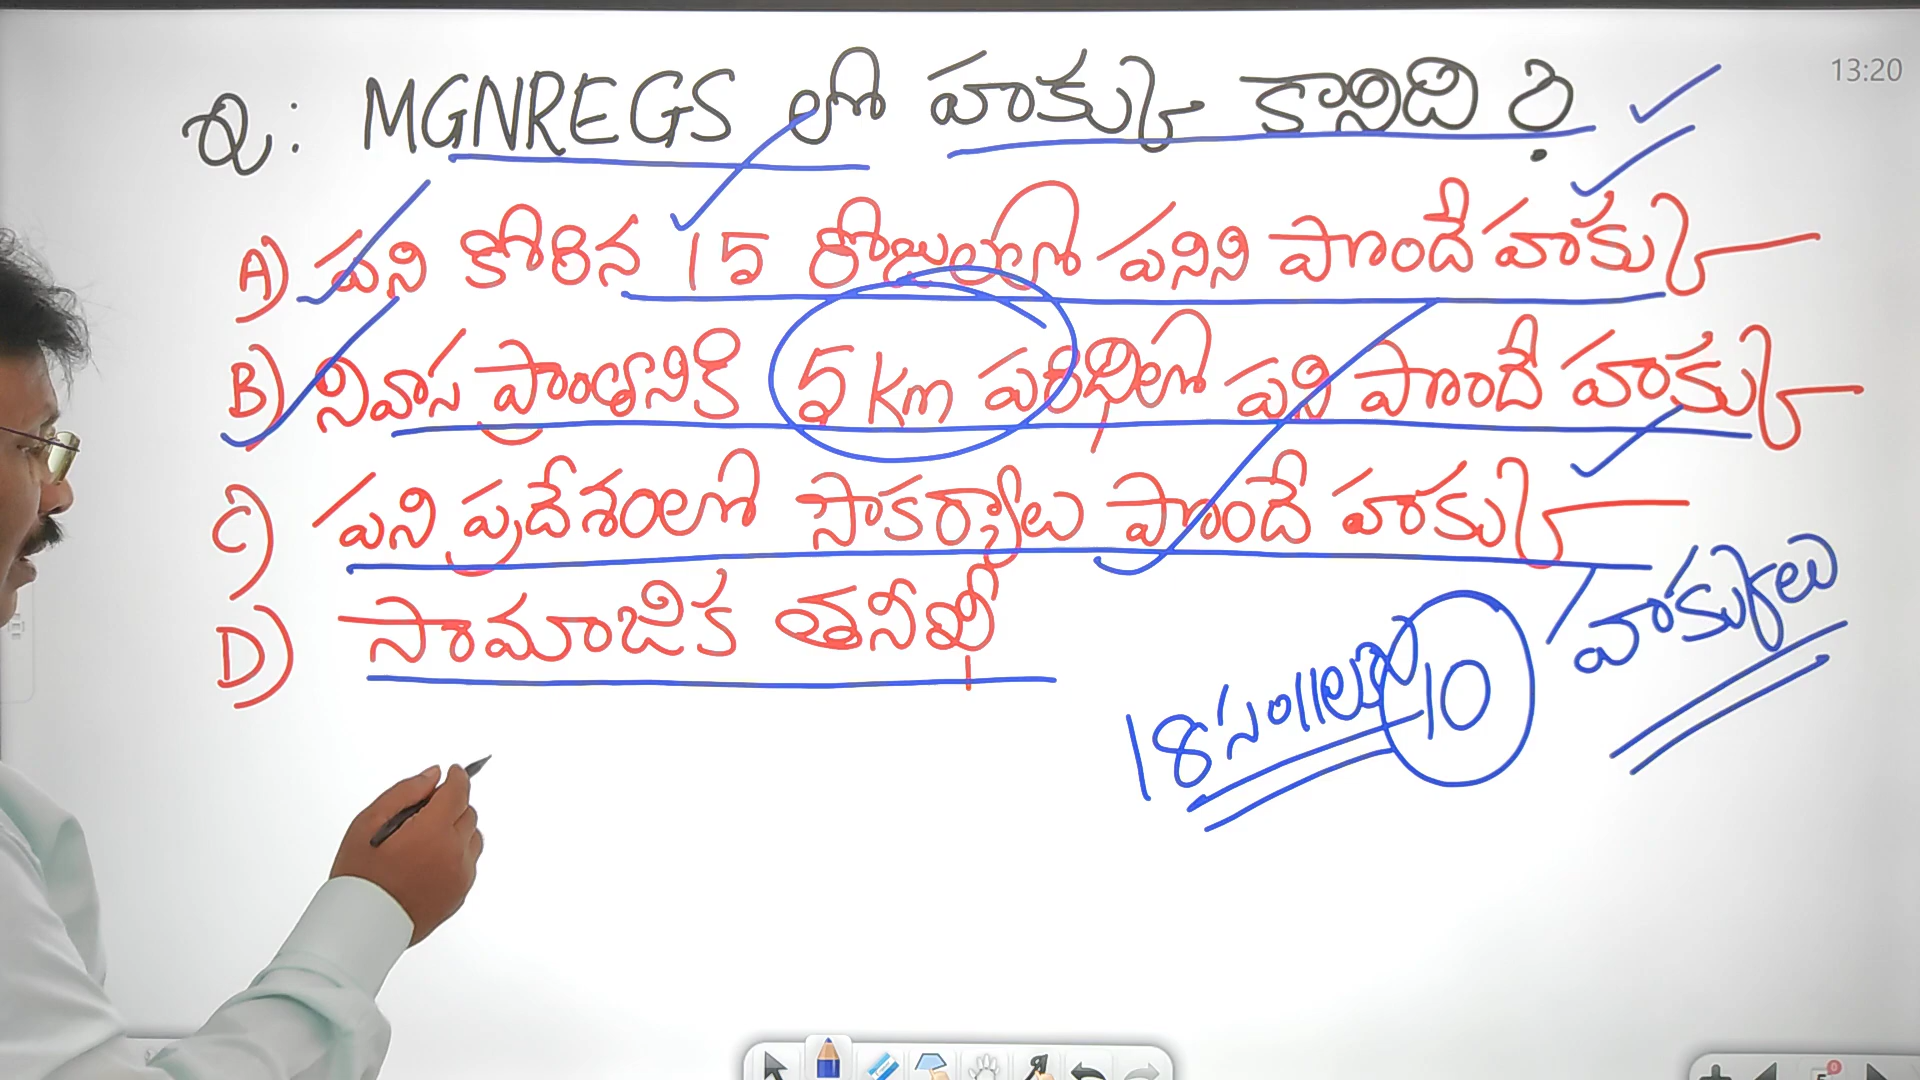 13:20
Q: MGNREGS లో హక్కు కానిది ?
A) పని కోరిన 15 రోజుల్లో పనిని పొందే హక్కు
B) నివాస ప్రాంతానికి 5 km పరిధిలో పని పొందే హక్కు
C) పని ప్రదేశంలో సౌకర్యాలు పొందే హక్కు
D) సామాజిక తనిఖీ
హక్కులు
18 సం॥లు 10